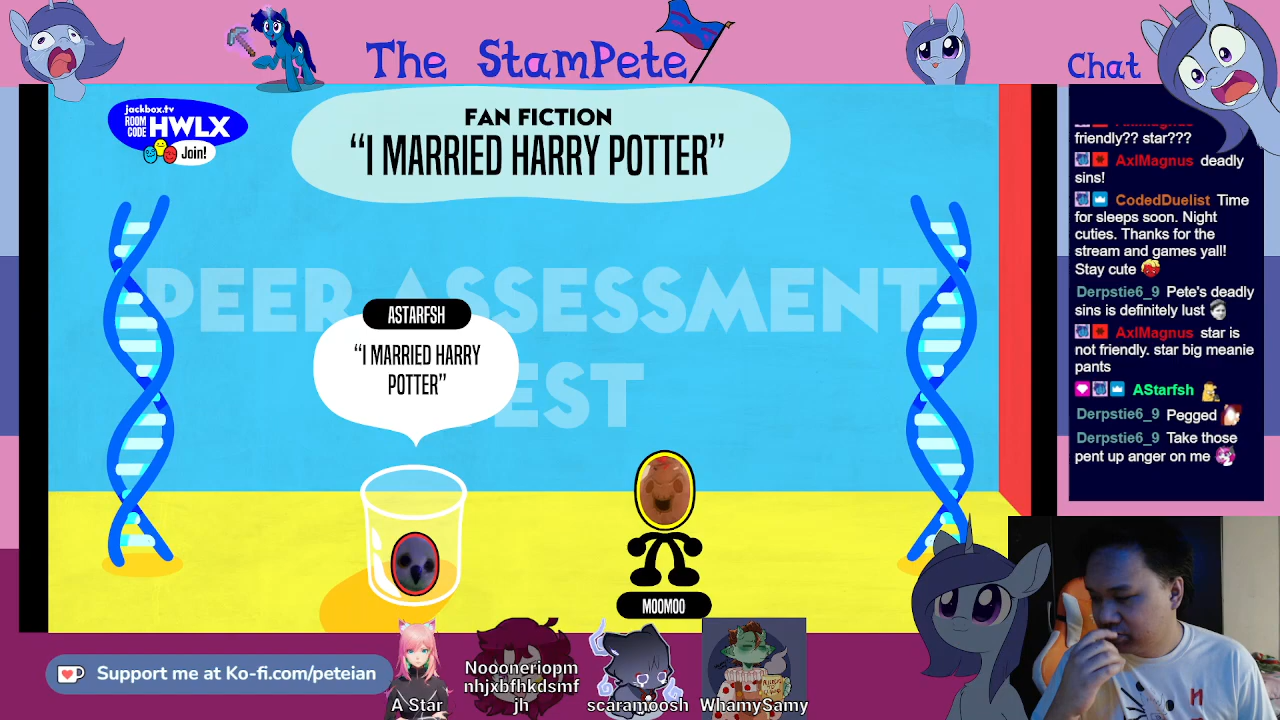 The StamPete
Chat
jackbox.tv
ROOM
CODE
HWLX
Join!
FAN FICTION
"I MARRIED HARRY POTTER"
PEER ASSESSMENT
ASTARFSH
"I MARRIED HARRY
POTTER"
MOOMOO
friendly?? star???
AxlMagnus deadly
sins!
CodedDuelist Time
for sleeps soon. Night
cuties. Thanks for the
stream and games yall!
Stay cute
Derpstie6_9 Pete's deadly
sins is definitely lust
AxlMagnus star is
not friendly. star big meanie
pants
AStarfsh
Derpstie6_9 Pegged
Derpstie6_9 Take those
pent up anger on me
Support me at Ko-fi.com/peteian
A Star
Noooneriopm
nhjxbfhkdsmf
jh
scaramoosh
WhamySamy